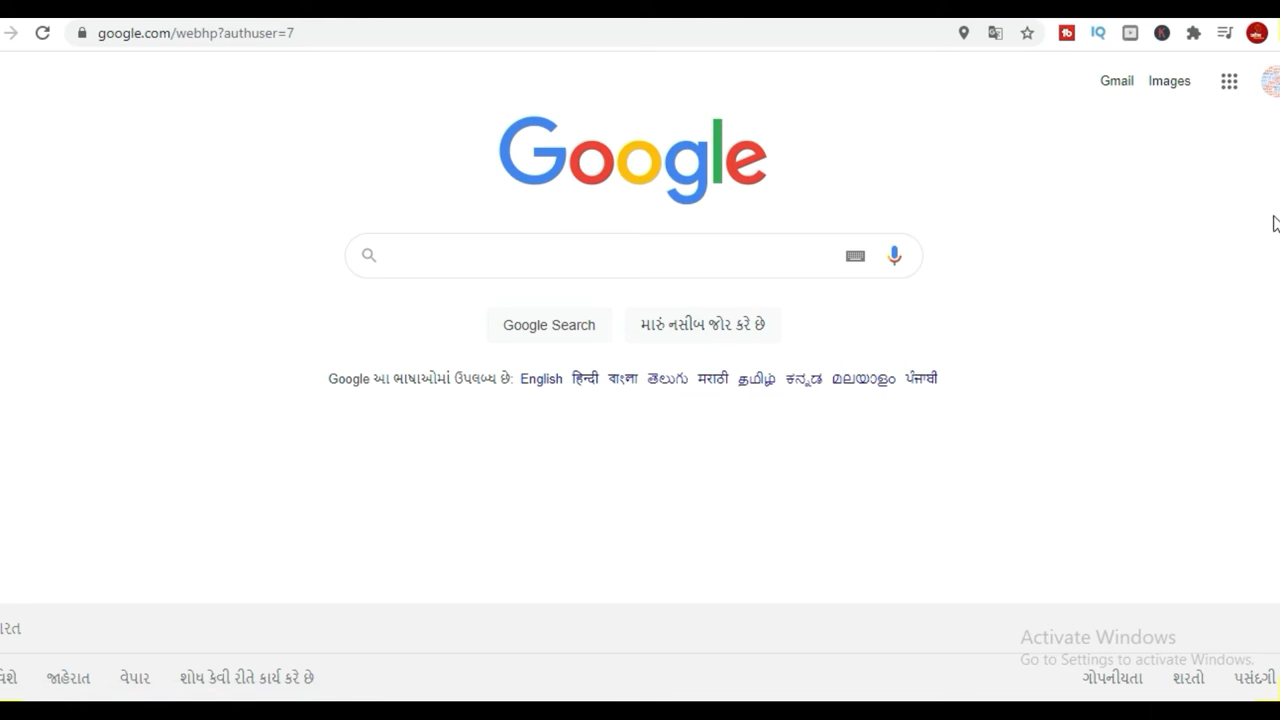 google.com/webhp?authuser=7
IQ
Gmail Images
Google
Google Search મારું નસીબ જોર કરે છે
Google આ ભાષાઓમાં ઉપલબ્ધ છે: English हिन्दी বাংলা తెలుగు मराठी தமிழ் ಕನ್ನಡ മലയാളം ਪੰਜਾਬੀ
Activate Windows
Go to Settings to activate Windows.
જાહેરાત વેપાર શોધ કેવી રીતે કાર્ય કરે છે ગોપનીયતા શરતો પસંદગી